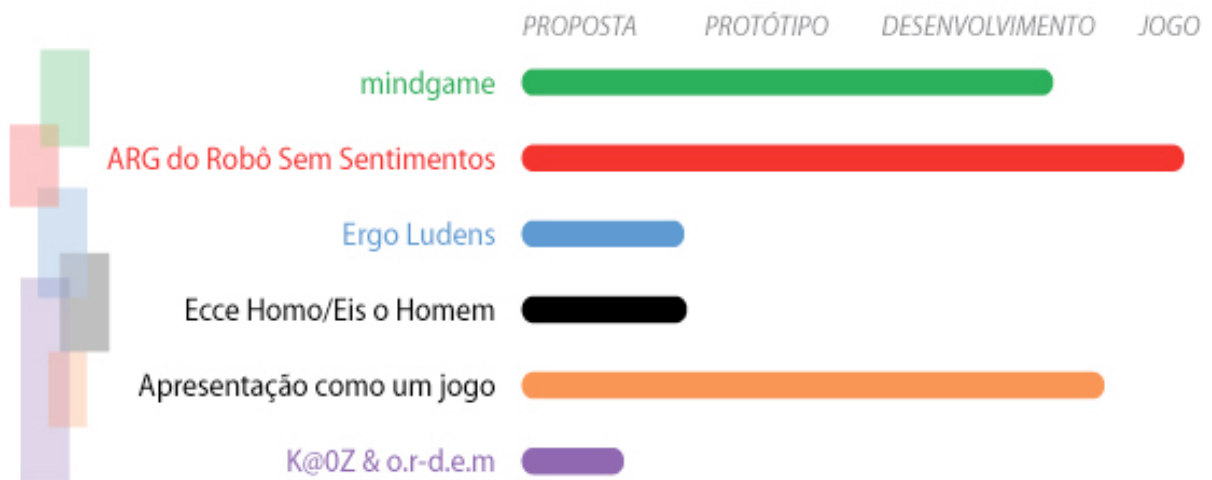 PROPOSTA PROTÓTIPO DESENVOLVIMENTO JOGO
mindgame
ARG do Robô Sem Sentimentos
Ergo Ludens
Ecce Homo/Eis o Homem
Apresentação como um jogo
K@0Z & o.r-d.e.m